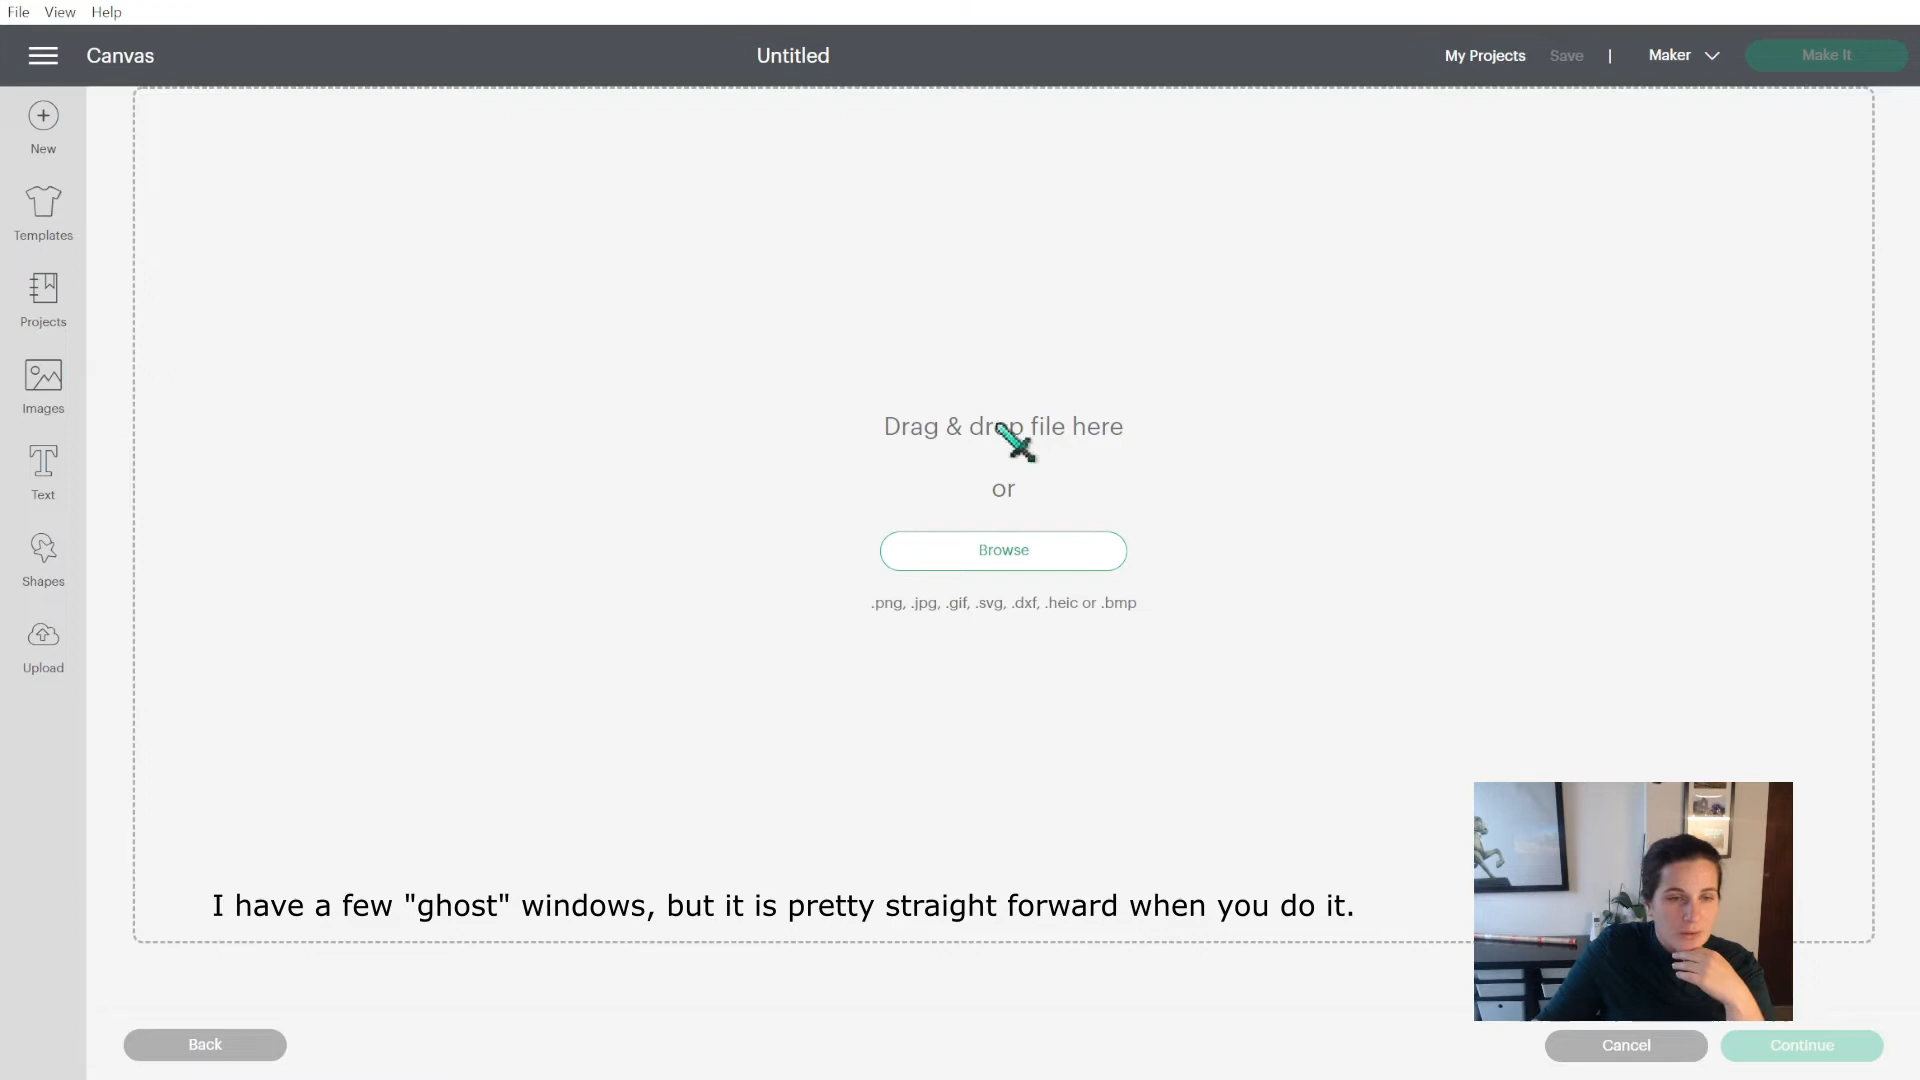 File View Help
Canvas
Untitled
My Projects Save | Maker Make It
New
Templates
Projects
Images
Text
Shapes
Upload
Drag & drop file here
or
Browse
.png, .jpg, .gif, .svg, .dxf, .heic or .bmp
I have a few "ghost" windows, but it is pretty straight forward when you do it.
Back
Cancel
Continue